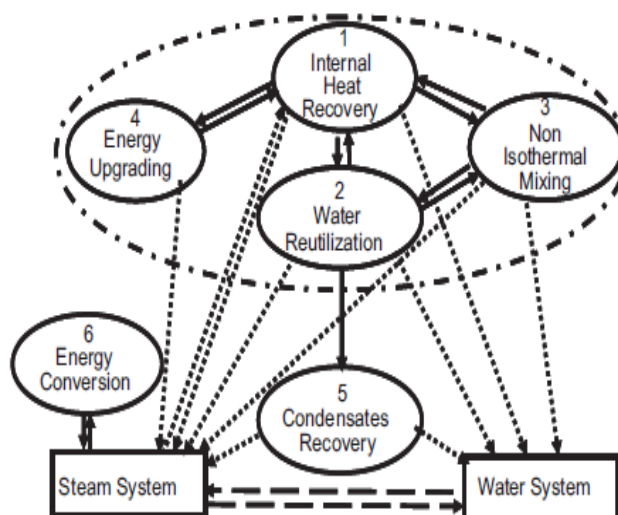 1
Internal
Heat
Recovery
4
Energy
Upgrading
3
Non
Isothermal
Mixing
2
Water
Reutilization
6
Energy
Conversion
5
Condensates
Recovery
Steam System
Water System